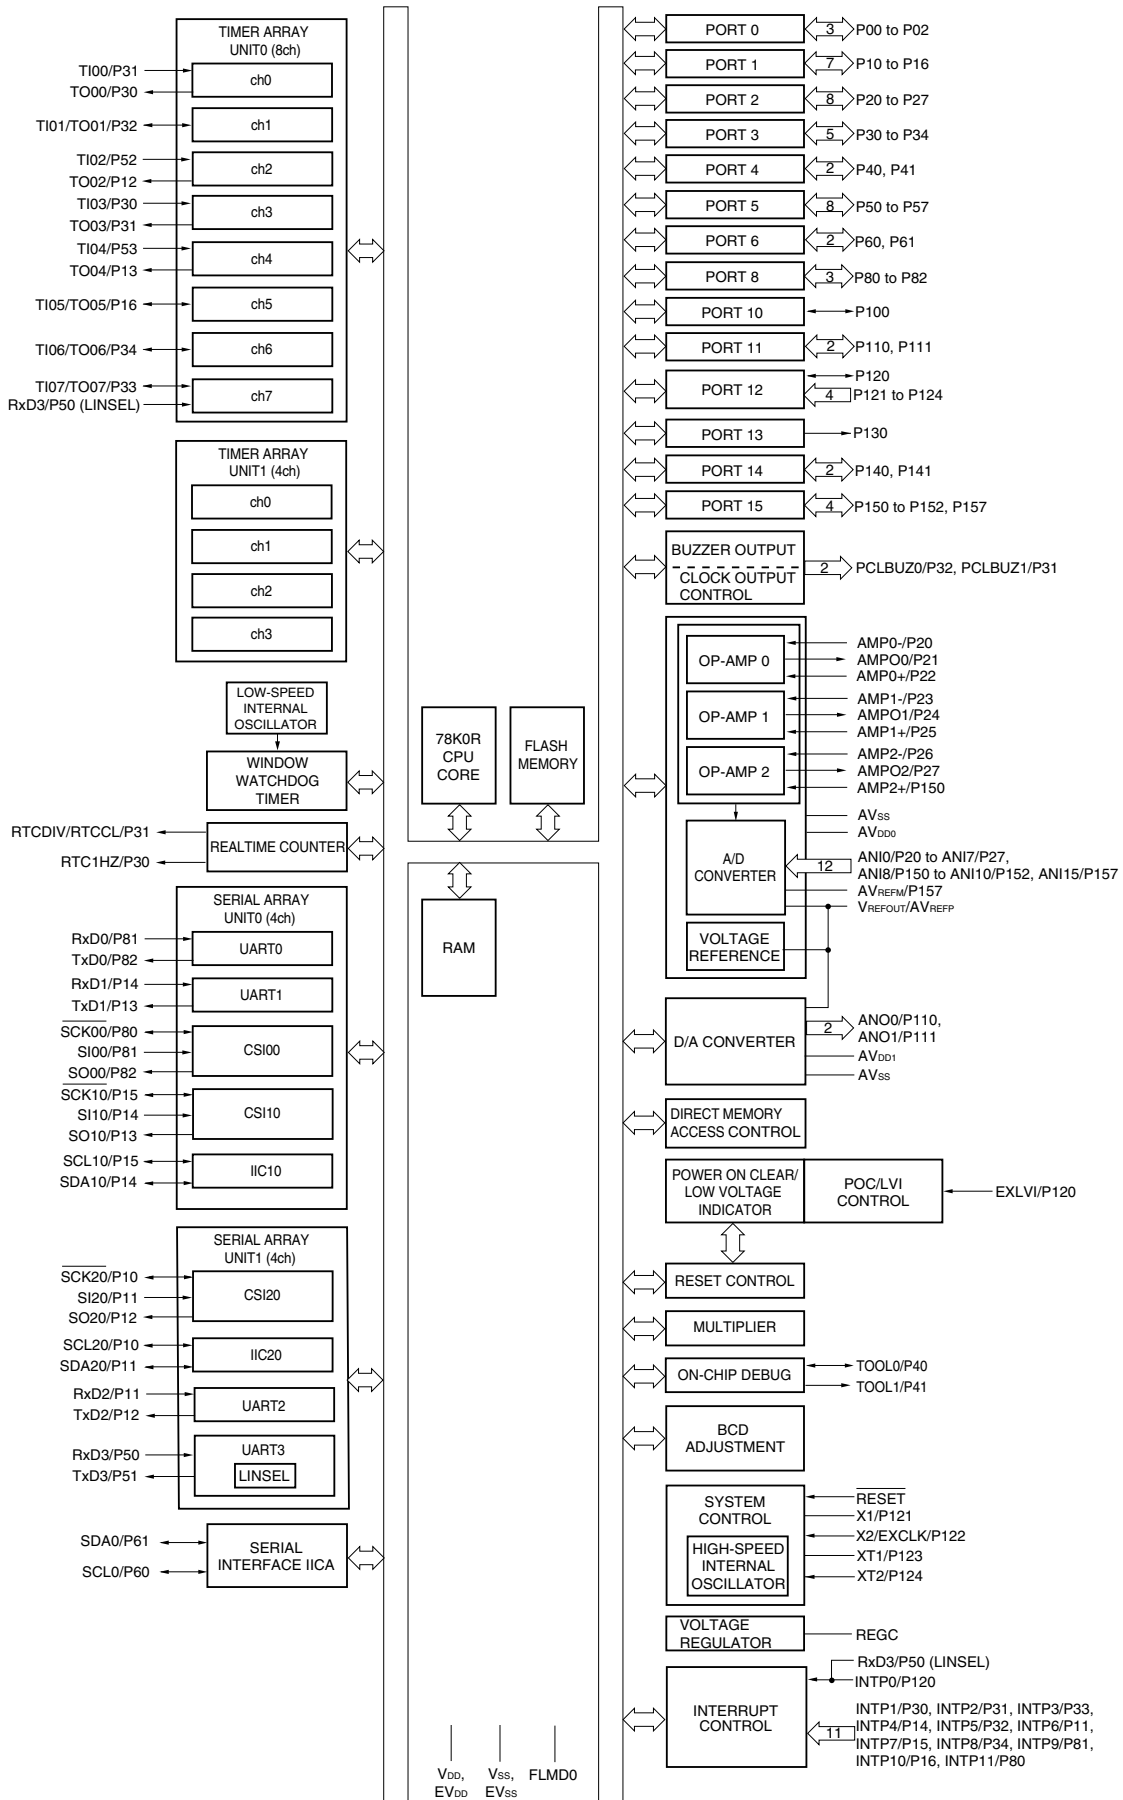 TIMER ARRAY
UNIT0 (8ch)
TI00/P31
TO00/P30
ch0
TI01/TO01/P32
ch1
TI02/P52
TO02/P12
ch2
TI03/P30
TO03/P31
ch3
TI04/P53
TO04/P13
ch4
TI05/TO05/P16
ch5
TI06/TO06/P34
ch6
TI07/TO07/P33
RxD3/P50 (LINSEL)
ch7
TIMER ARRAY
UNIT1 (4ch)
ch0
ch1
ch2
ch3
LOW-SPEED
INTERNAL
OSCILLATOR
WINDOW
WATCHDOG
TIMER
RTCDIV/RTCCL/P31
RTC1HZ/P30
REALTIME COUNTER
SERIAL ARRAY
UNIT0 (4ch)
RxD0/P81
TxD0/P82
UART0
RxD1/P14
TxD1/P13
UART1
SCK00/P80
SI00/P81
SO00/P82
CSI00
SCK10/P15
SI10/P14
SO10/P13
CSI10
SCL10/P15
SDA10/P14
IIC10
SERIAL ARRAY
UNIT1 (4ch)
SCK20/P10
SI20/P11
SO20/P12
CSI20
SCL20/P10
SDA20/P11
IIC20
RxD2/P11
TxD2/P12
UART2
RxD3/P50
TxD3/P51
UART3
LINSEL
SDA0/P61
SCL0/P60
SERIAL
INTERFACE IICA
78K0R
CPU
CORE
FLASH
MEMORY
RAM
VDD,
EVDD
VSS,
EVSS
FLMD0
PORT 0
3
P00 to P02
PORT 1
7
P10 to P16
PORT 2
8
P20 to P27
PORT 3
5
P30 to P34
PORT 4
2
P40, P41
PORT 5
8
P50 to P57
PORT 6
2
P60, P61
PORT 8
3
P80 to P82
PORT 10
P100
PORT 11
2
P110, P111
PORT 12
P120
4
P121 to P124
PORT 13
P130
PORT 14
2
P140, P141
PORT 15
4
P150 to P152, P157
BUZZER OUTPUT
CLOCK OUTPUT
CONTROL
2
PCLBUZ0/P32, PCLBUZ1/P31
OP-AMP 0
AMP0-/P20
AMPO0/P21
AMP0+/P22
OP-AMP 1
AMP1-/P23
AMPO1/P24
AMP1+/P25
OP-AMP 2
AMP2-/P26
AMPO2/P27
AMP2+/P150
AVSS
AVDD0
A/D
CONVERTER
12
ANI0/P20 to ANI7/P27,
ANI8/P150 to ANI10/P152, ANI15/P157
AVREFM/P157
VREFOUT/AVREFP
VOLTAGE
REFERENCE
D/A CONVERTER
2
ANO0/P110,
ANO1/P111
AVDD1
AVSS
DIRECT MEMORY
ACCESS CONTROL
POWER ON CLEAR/
LOW VOLTAGE
INDICATOR
POC/LVI
CONTROL
EXLVI/P120
RESET CONTROL
MULTIPLIER
ON-CHIP DEBUG
TOOL0/P40
TOOL1/P41
BCD
ADJUSTMENT
SYSTEM
CONTROL
HIGH-SPEED
INTERNAL
OSCILLATOR
RESET
X1/P121
X2/EXCLK/P122
XT1/P123
XT2/P124
VOLTAGE
REGULATOR
REGC
INTERRUPT
CONTROL
RxD3/P50 (LINSEL)
INTP0/P120
11
INTP1/P30, INTP2/P31, INTP3/P33,
INTP4/P14, INTP5/P32, INTP6/P11,
INTP7/P15, INTP8/P34, INTP9/P81,
INTP10/P16, INTP11/P80